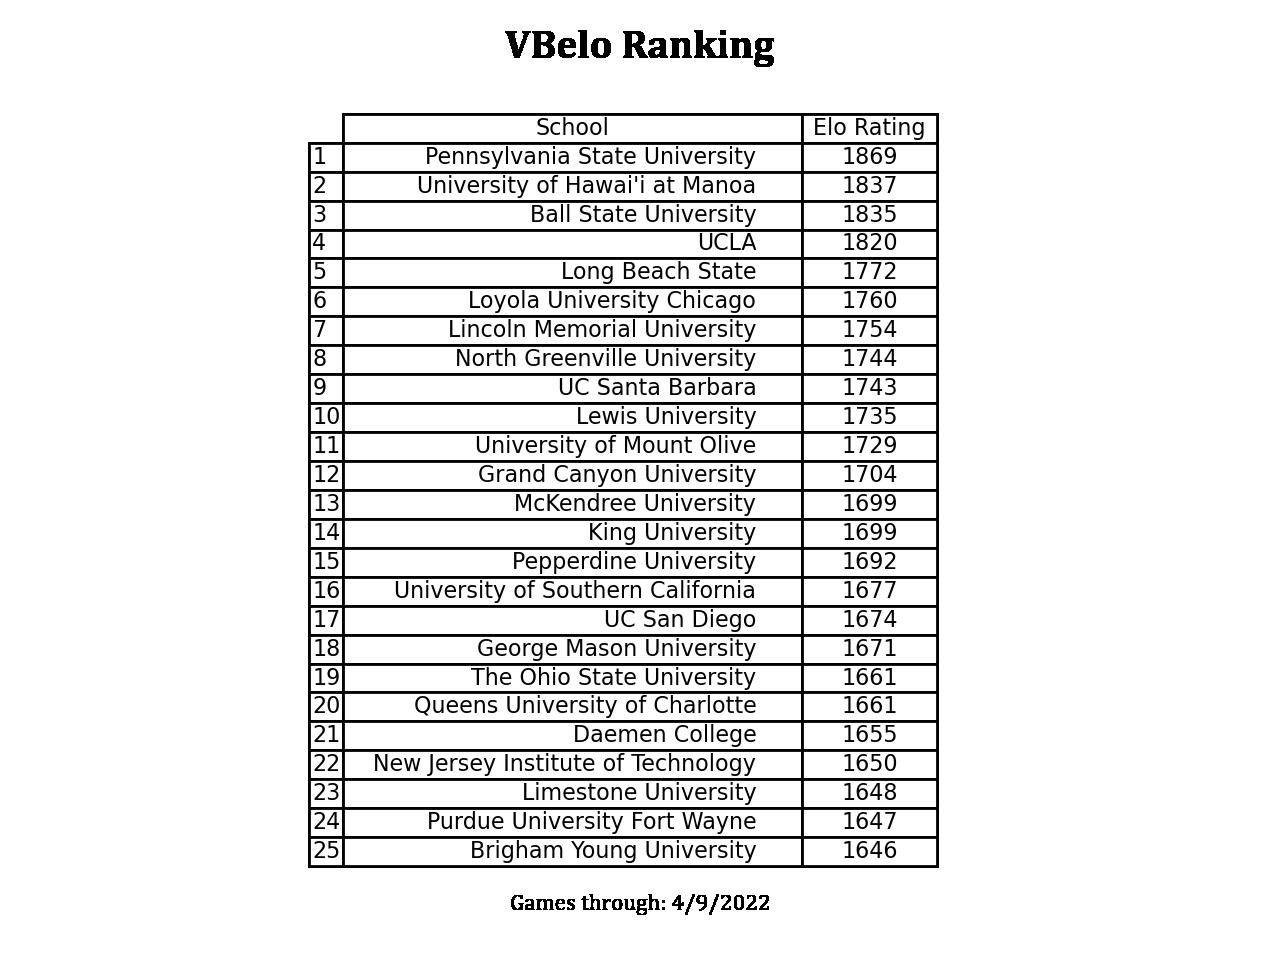 VBelo Ranking
School Elo Rating
1 Pennsylvania State University 1869
2 University of Hawai'i at Manoa 1837
3 Ball State University 1835
4 UCLA 1820
5 Long Beach State 1772
6 Loyola University Chicago 1760
7 Lincoln Memorial University 1754
8 North Greenville University 1744
9 UC Santa Barbara 1743
10 Lewis University 1735
11 University of Mount Olive 1729
12 Grand Canyon University 1704
13 McKendree University 1699
14 King University 1699
15 Pepperdine University 1692
16 University of Southern California 1677
17 UC San Diego 1674
18 George Mason University 1671
19 The Ohio State University 1661
20 Queens University of Charlotte 1661
21 Daemen College 1655
22 New Jersey Institute of Technology 1650
23 Limestone University 1648
24 Purdue University Fort Wayne 1647
25 Brigham Young University 1646
Games through: 4/9/2022